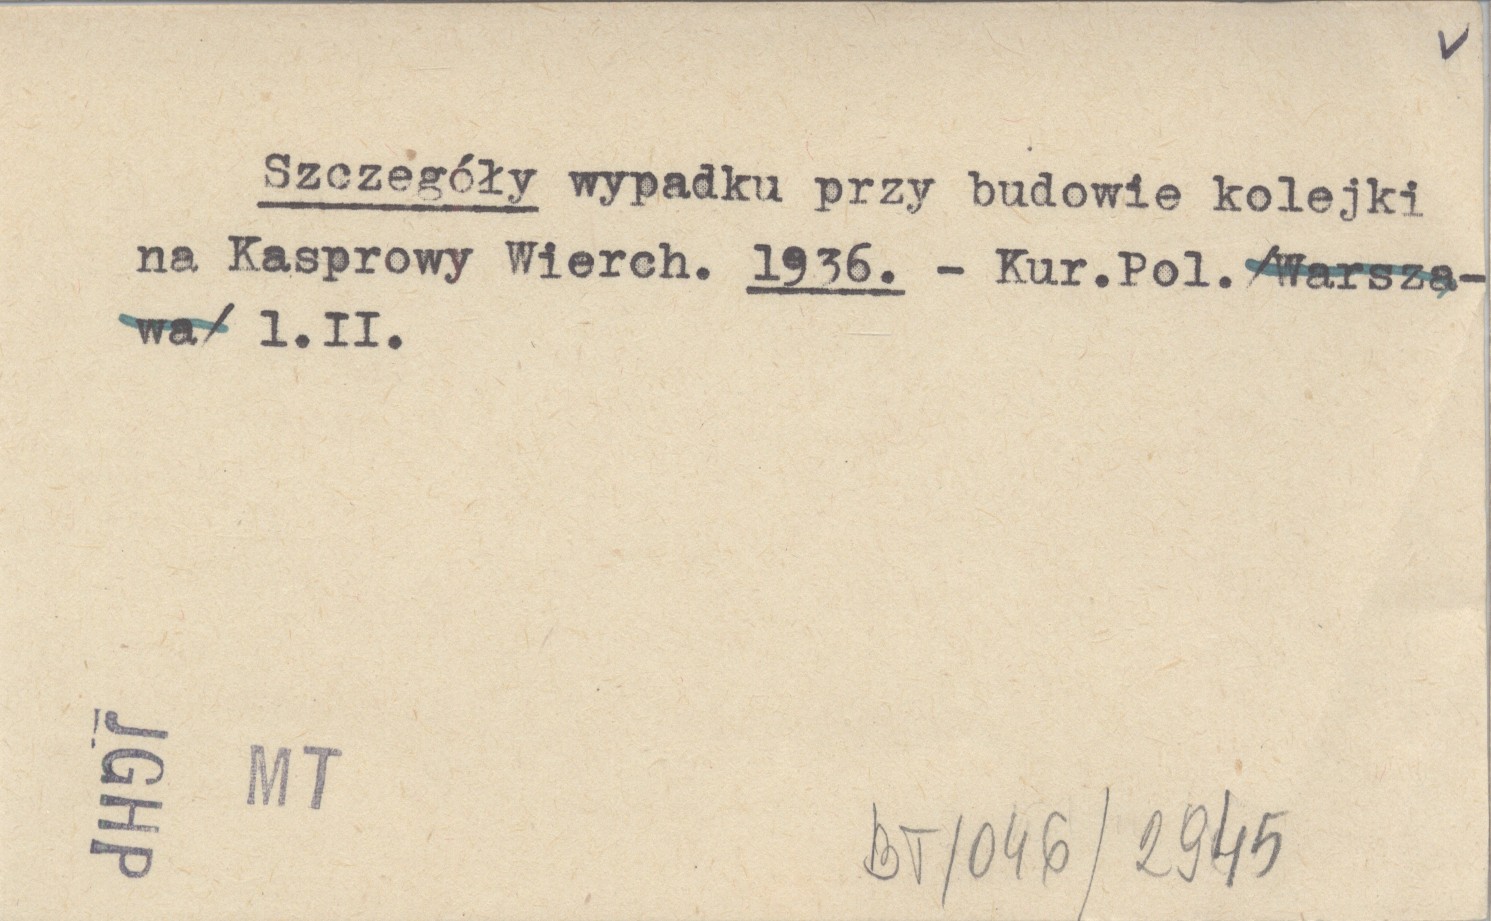 Szczegóły wypadku przy budowie kolejki
na Kasprowy Wierch. 1936. - Kur.Pol. /Warsza-
wa/ 1.II.
JGHP
MT
BT/046/2945